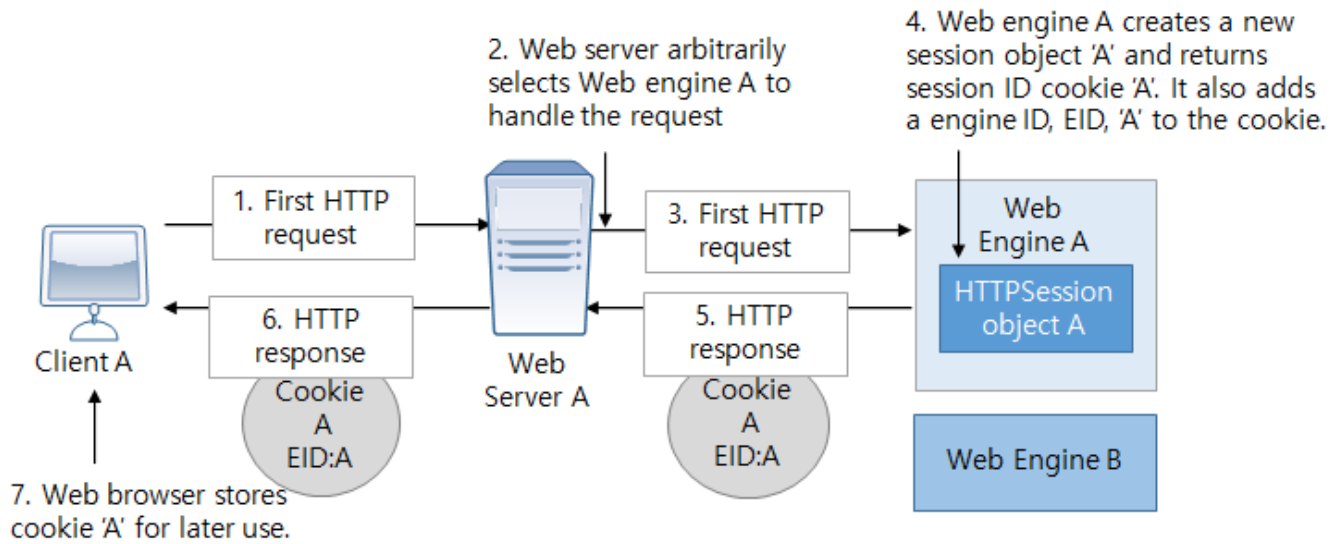 2. Web server arbitrarily
selects Web engine A to
handle the request
4. Web engine A creates a new
session object ‘A’ and returns
session ID cookie ‘A’. It also adds
a engine ID, EID, ‘A’ to the cookie.
1. First HTTP
request
3. First HTTP
request
Web
Engine A
HTTPSession
object A
6. HTTP
response
5. HTTP
response
Client A
Web
Server A
Cookie
A
EID:A
Cookie
A
EID:A
Web Engine B
7. Web browser stores
cookie ‘A’ for later use.